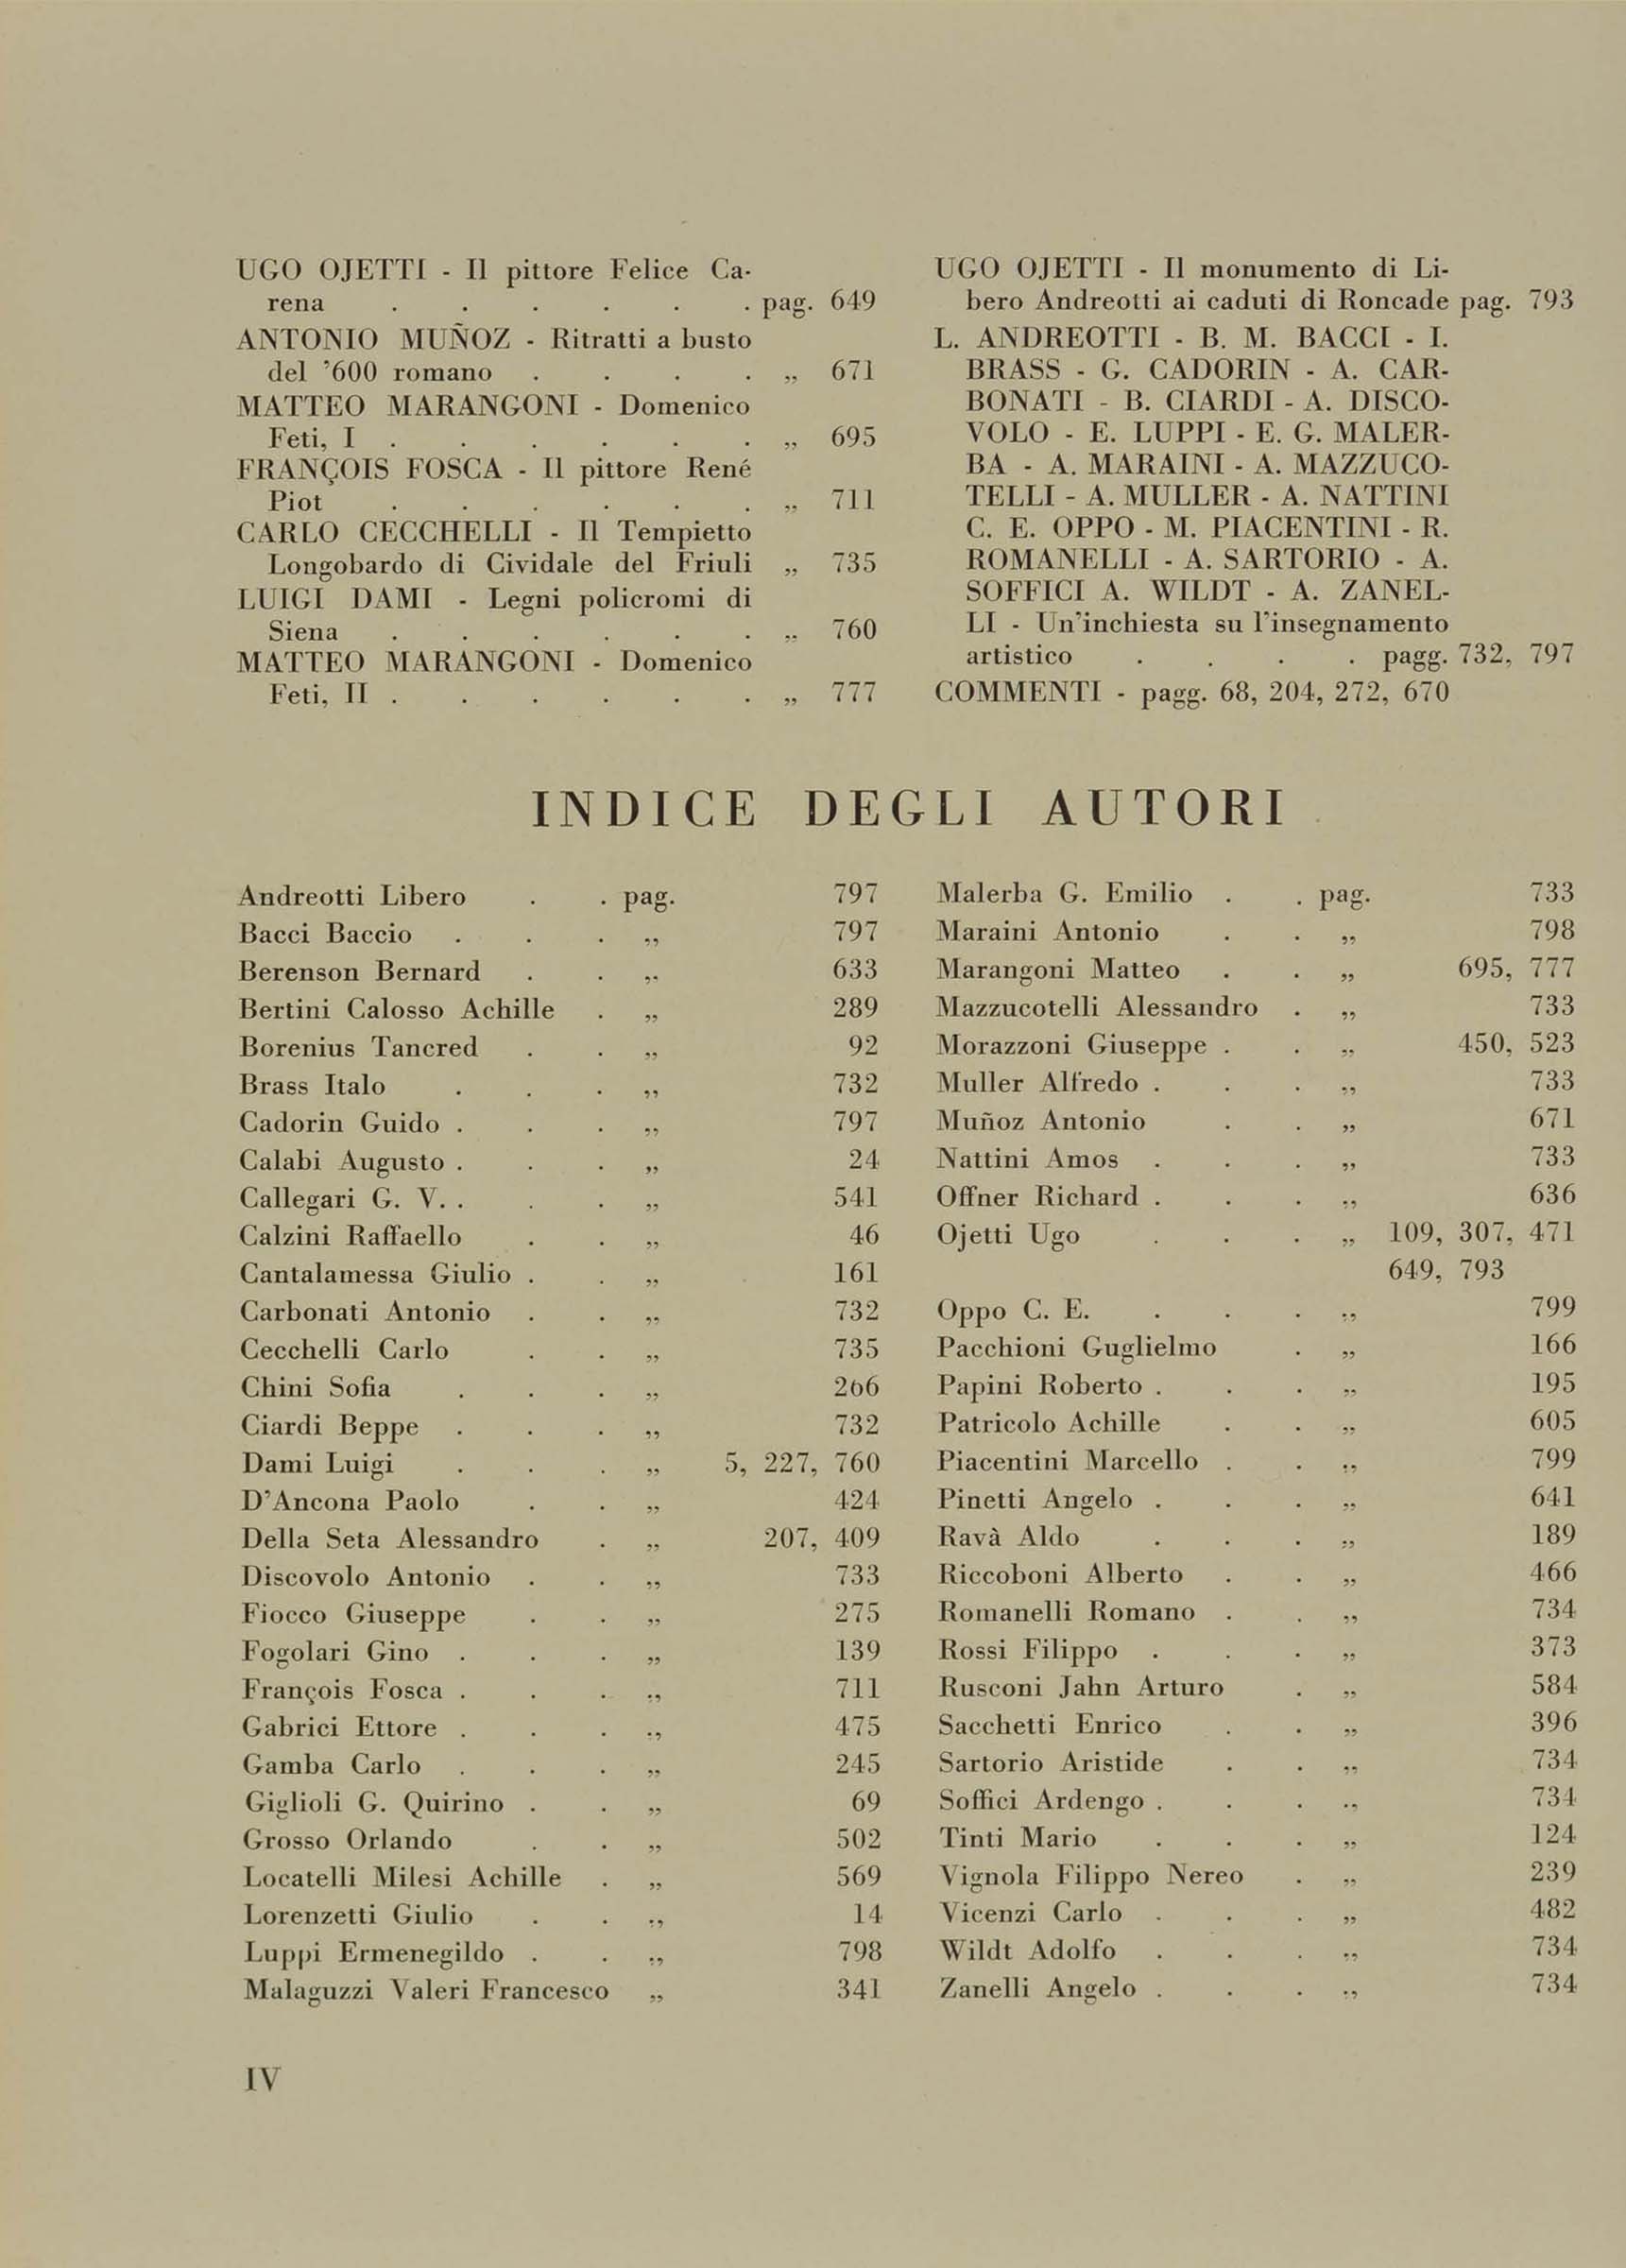 UGO OJETTI - Il pittore Felice Ca-
rena . . . . . . pag. 649
ANTONIO MUÑOZ - Ritratti a busto
del '600 romano . . . . „ 671
MATTEO MARANGONI - Domenico
Feti, I . . . . . . „ 695
FRANÇOIS FOSCA - Il pittore René
Piot . . . . . . „ 711
CARLO CECCHELLI - Il Tempietto
Longobardo di Cividale del Friuli „ 735
LUIGI DAMI - Legni policromi di
Siena . . . . . . „ 760
MATTEO MARANGONI - Domenico
Feti, II . . . . . . „ 777
UGO OJETTI - Il monumento di Li-
bero Andreotti ai caduti di Roncade pag. 793
L. ANDREOTTI - B. M. BACCI - I.
BRASS - G. CADORIN - A. CAR-
BONATI - B. CIARDI - A. DISCO-
VOLO - E. LUPPI - E. G. MALER-
BA - A. MARAINI - A. MAZZUCO-
TELLI - A. MULLER - A. NATTINI
C. E. OPPO - M. PIACENTINI - R.
ROMANELLI - A. SARTORIO - A.
SOFFICI A. WILDT - A. ZANEL-
LI - Un'inchiesta su l'insegnamento
artistico . . . . pagg. 732, 797
COMMENTI - pagg. 68, 204, 272, 670
INDICE DEGLI AUTORI
Andreotti Libero . . pag. 797
Bacci Baccio . . . „ 797
Berenson Bernard . . „ 633
Bertini Calosso Achille . „ 289
Borenius Tancred . . „ 92
Brass Italo . . . „ 732
Cadorin Guido . . . „ 797
Calabi Augusto . . . „ 24
Callegari G. V. . . . „ 541
Calzini Raffaello . . „ 46
Cantalamessa Giulio . . „ 161
Carbonati Antonio . . „ 732
Cecchelli Carlo . . „ 735
Chini Sofia . . . „ 266
Ciardi Beppe . . . „ 732
Dami Luigi . . . „ 5, 227, 760
D'Ancona Paolo . . „ 424
Della Seta Alessandro . „ 207, 409
Discovolo Antonio . . „ 733
Fiocco Giuseppe . . „ 275
Fogolari Gino . . . „ 139
François Fosca . . . „ 711
Gabrici Ettore . . . „ 475
Gamba Carlo . . . „ 245
Giglioli G. Quirino . . „ 69
Grosso Orlando . . „ 502
Locatelli Milesi Achille . „ 569
Lorenzetti Giulio . . „ 14
Luppi Ermenegildo . . „ 798
Malaguzzi Valeri Francesco „ 341
Malerba G. Emilio . . pag. 733
Maraini Antonio . . „ 798
Marangoni Matteo . . „ 695, 777
Mazzucotelli Alessandro . „ 733
Morazzoni Giuseppe . . „ 450, 523
Muller Alfredo . . . „ 733
Muñoz Antonio . . „ 671
Nattini Amos . . . „ 733
Offner Richard . . . „ 636
Ojetti Ugo . . . „ 109, 307, 471
649, 793
Oppo C. E. . . . „ 799
Pacchioni Guglielmo . „ 166
Papini Roberto . . . „ 195
Patricolo Achille . . „ 605
Piacentini Marcello . . „ 799
Pinetti Angelo . . . „ 641
Ravà Aldo . . . „ 189
Riccoboni Alberto . . „ 466
Romanelli Romano . . „ 734
Rossi Filippo . . . „ 373
Rusconi Jahn Arturo . „ 584
Sacchetti Enrico . . „ 396
Sartorio Aristide . . „ 734
Soffici Ardengo . . . „ 734
Tinti Mario . . . „ 124
Vignola Filippo Nereo . „ 239
Vicenzi Carlo . . . „ 482
Wildt Adolfo . . . „ 734
Zanelli Angelo . . . „ 734
IV